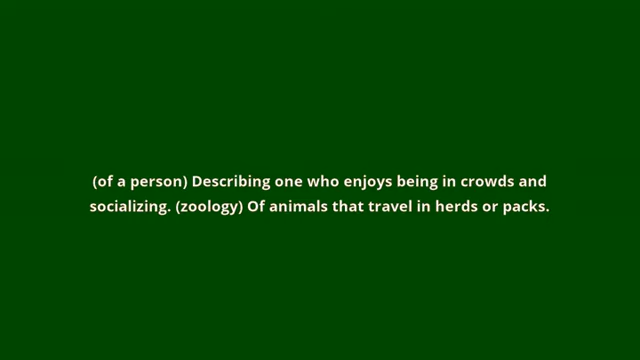 (of a person) Describing one who enjoys being in crowds and
socializing. (zoology) Of animals that travel in herds or packs.